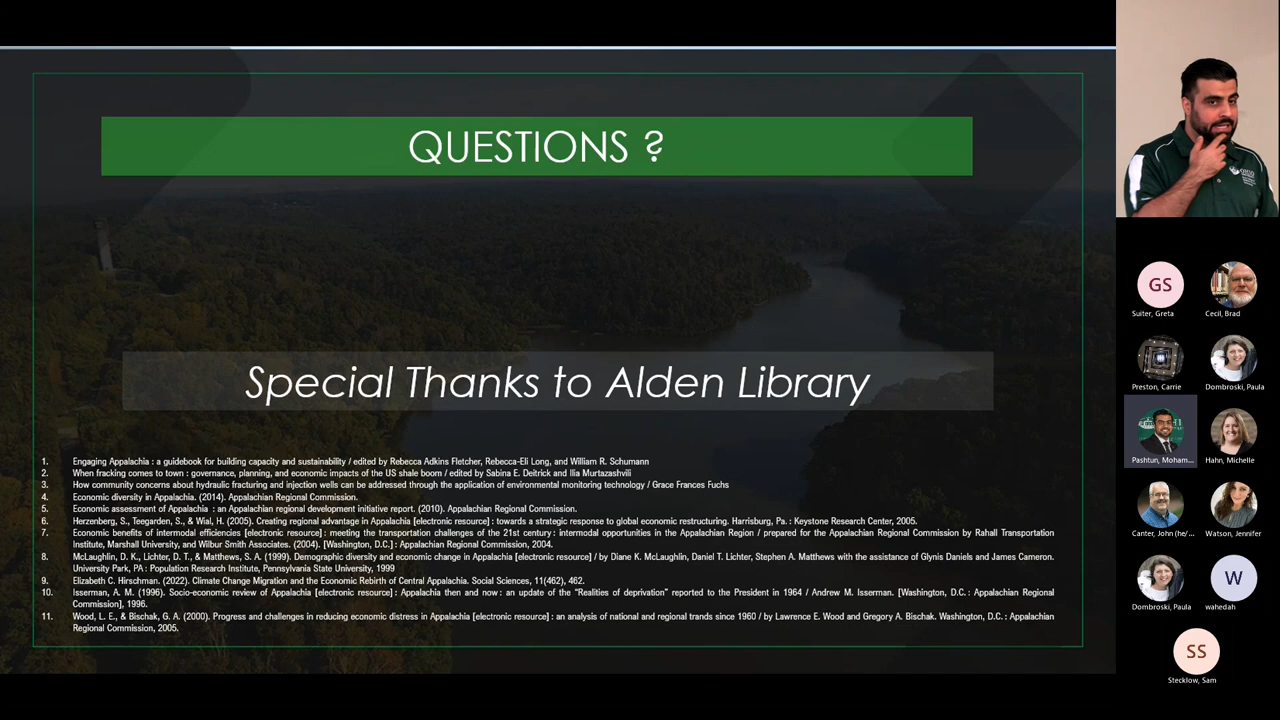 QUESTIONS ?
Special Thanks to Alden Library
1. Engaging Appalachia : a guidebook for building capacity and sustainability / edited by Rebecca Adkins Fletcher, Rebecca-Eli Long, and William R. Schumann
2. When fracking comes to town : governance, planning, and economic impacts of the US shale boom / edited by Sabina E. Deitrick and Ilia Murtazashvili
3. How community concerns about hydraulic fracturing and injection wells can be addressed through the application of environmental monitoring technology / Grace Frances Fuchs
4. Economic diversity in Appalachia. (2014). Appalachian Regional Commission.
5. Economic assessment of Appalachia : an Appalachian regional development initiative report. (2010). Appalachian Regional Commission.
6. Herzenberg, S., Teegarden, S., & Wial, H. (2005). Creating regional advantage in Appalachia [electronic resource] : towards a strategic response to global economic restructuring. Harrisburg, Pa. : Keystone Research Center, 2005.
7. Economic benefits of intermodal efficiencies [electronic resource] : meeting the transportation challenges of the 21st century : intermodal opportunities in the Appalachian Region / prepared for the Appalachian Regional Commission by Rahall Transportation
Institute, Marshall University, and Wilbur Smith Associates. (2004). [Washington, D.C.] : Appalachian Regional Commission, 2004.
8. McLaughlin, D. K., Lichter, D. T., & Matthews, S. A. (1999). Demographic diversity and economic change in Appalachia [electronic resource] / by Diane K. McLaughlin, Daniel T. Lichter, Stephen A. Matthews with the assistance of Glynis Daniels and James Cameron.
University Park, PA : Population Research Institute, Pennsylvania State University, 1999
9. Elizabeth C. Hirschman. (2022). Climate Change Migration and the Economic Rebirth of Central Appalachia. Social Sciences, 11(462), 462.
10. Isserman, A. M. (1996). Socio-economic review of Appalachia [electronic resource] : Appalachia then and now : an update of the "Realities of deprivation" reported to the President in 1964 / Andrew M. Isserman. [Washington, D.C. : Appalachian Regional
Commission], 1996.
11. Wood, L. E., & Bischak, G. A. (2000). Progress and challenges in reducing economic distress in Appalachia [electronic resource] : an analysis of national and regional trands since 1960 / by Lawrence E. Wood and Gregory A. Bischak. Washington, D.C. : Appalachian
Regional Commission, 2005.
OHIO
GS
Suiter, Greta
Cecil, Brad
Preston, Carrie
Dombroski, Paula
Pashtun, Moham...
Hahn, Michelle
Canter, John (he/...
Watson, Jennifer
Dombroski, Paula
W
wahedah
SS
Stecklow, Sam